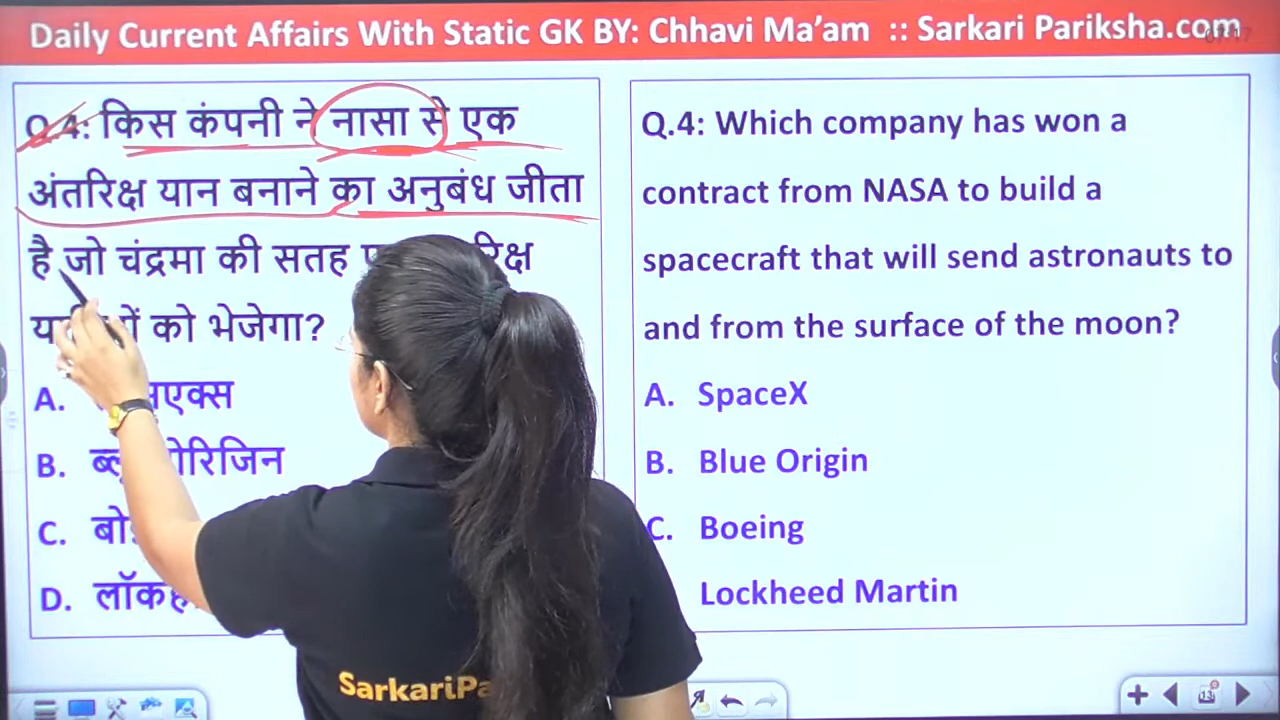 Daily Current Affairs With Static GK BY: Chhavi Ma’am :: Sarkari Pariksha.com
Q.4: किस कंपनी ने नासा से एक
अंतरिक्ष यान बनाने का अनुबंध जीता
है जो चंद्रमा की सतह
को भेजेगा?
A.
B. ब्लू ओरिजिन
C.
D.
Q.4: Which company has won a
contract from NASA to build a
spacecraft that will send astronauts to
and from the surface of the moon?
A. SpaceX
B. Blue Origin
C. Boeing
Lockheed Martin
SarkariPa